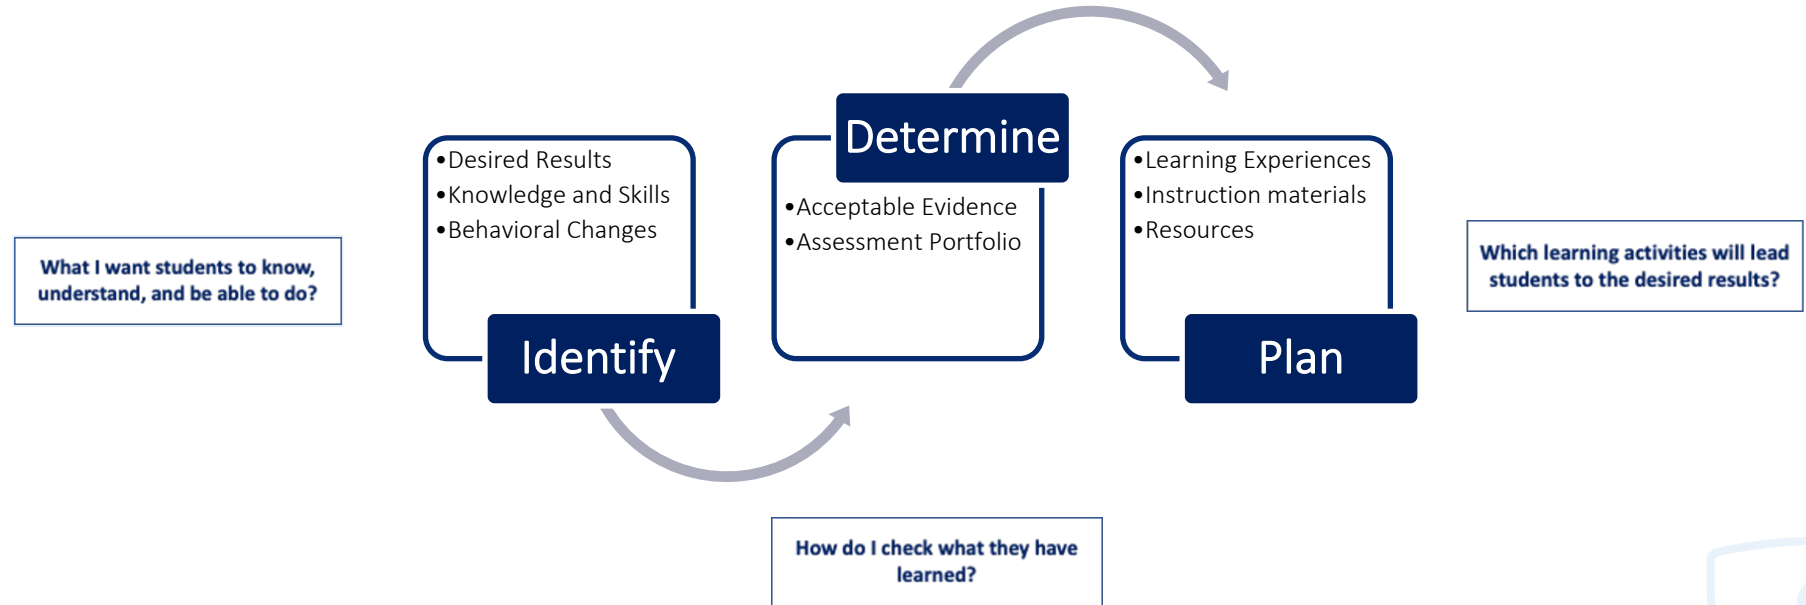 What I want students to know,
understand, and be able to do?
•Desired Results
•Knowledge and Skills
•Behavioral Changes
Identify
Determine
•Acceptable Evidence
•Assessment Portfolio
How do I check what they have
learned?
•Learning Experiences
•Instruction materials
•Resources
Plan
Which learning activities will lead
students to the desired results?